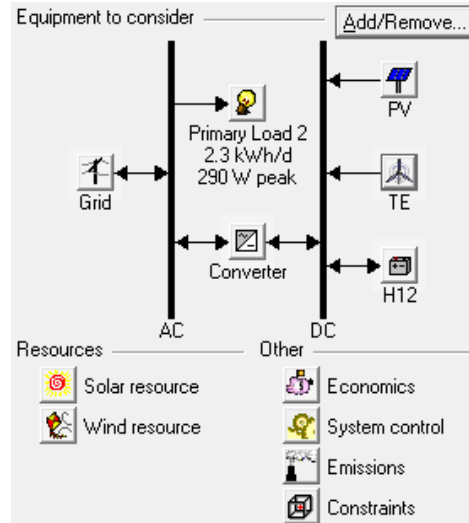 Equipment to consider
Add/Remove...
Primary Load 2
2.3 kWh/d
290 W peak
PV
Grid
TE
Converter
H12
AC
DC
Resources
Other
Solar resource
Economics
Wind resource
System control
Emissions
Constraints